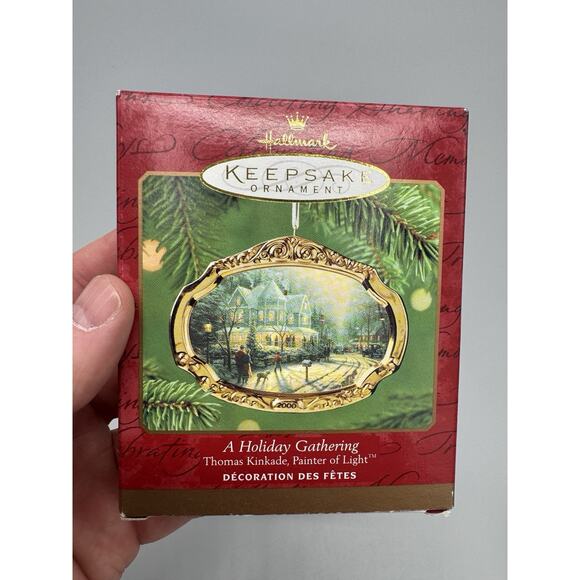 Hallmark
KEEPSAKE
ORNAMENT
2000
A Holiday Gathering
Thomas Kinkade, Painter of Light™
DÉCORATION DES FÊTES